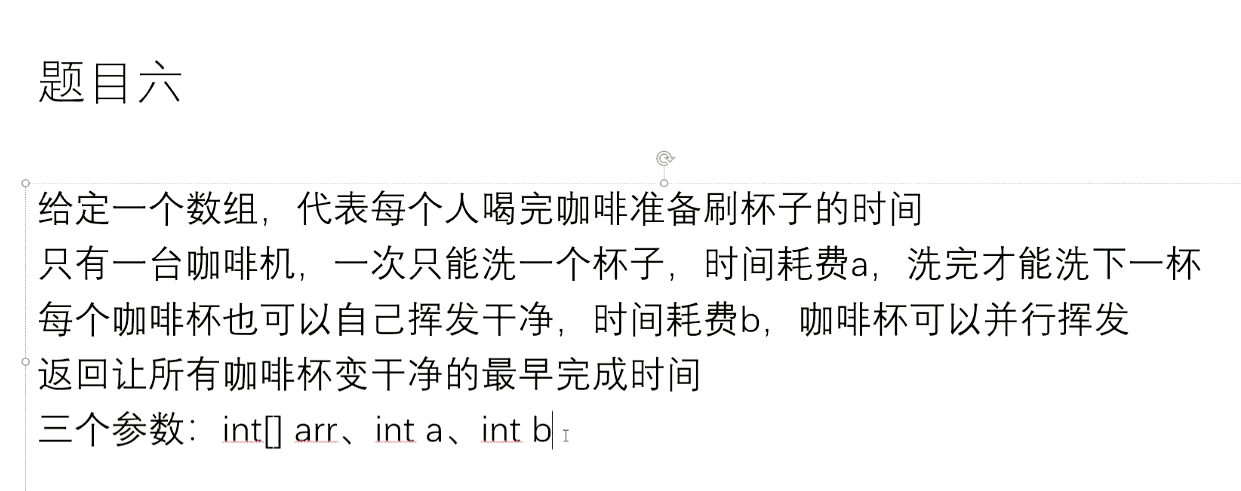 题目六
给定一个数组，代表每个人喝完咖啡准备刷杯子的时间
只有一台咖啡机，一次只能洗一个杯子，时间耗费a，洗完才能洗下一杯
每个咖啡杯也可以自己挥发干净，时间耗费b，咖啡杯可以并行挥发
返回让所有咖啡杯变干净的最早完成时间
三个参数：int[] arr、int a、int b